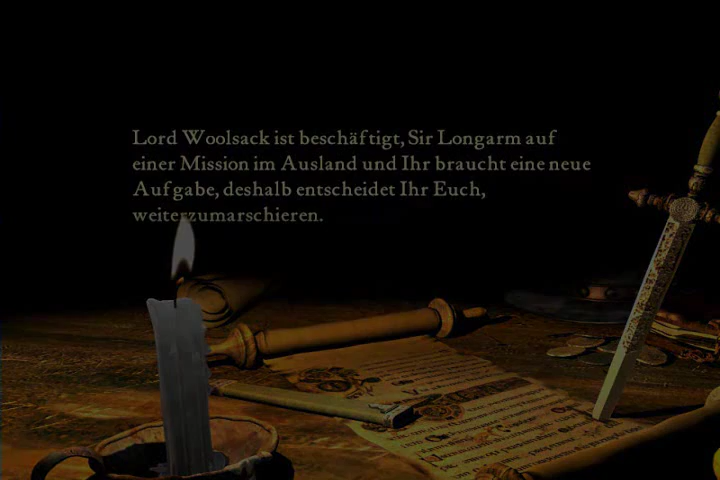 Lord Woolsack ist beschäftigt, Sir Longarm auf
einer Mission im Ausland und Ihr braucht eine neue
Aufgabe, deshalb entscheidet Ihr Euch,
weiterzumarschieren.